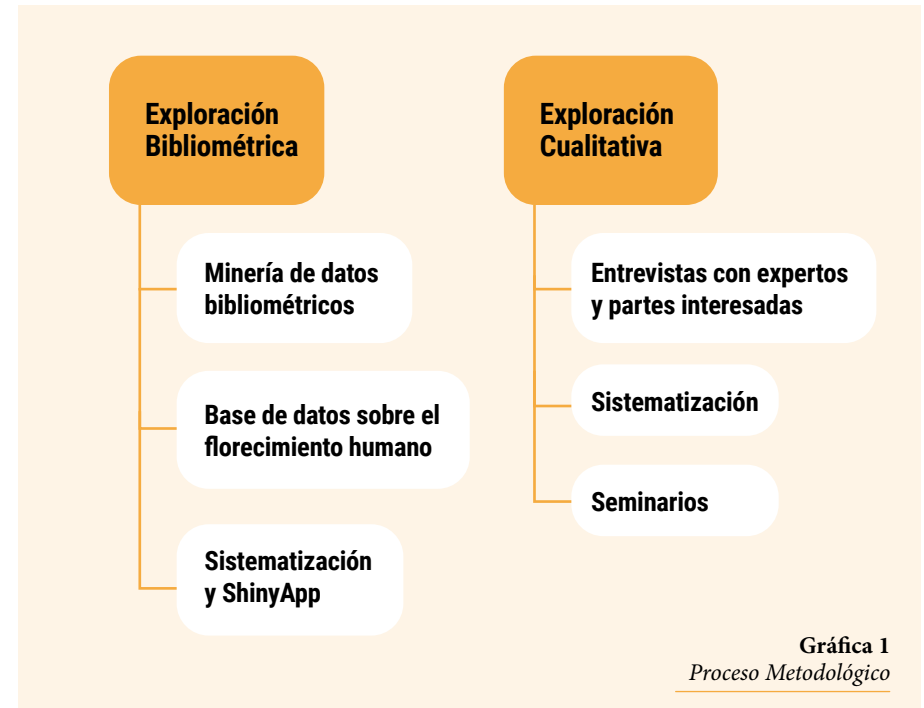 Exploración
Bibliométrica
Minería de datos
bibliométricos
Base de datos sobre el
florecimiento humano
Sistematización
y ShinyApp
Exploración
Cualitativa
Entrevistas con expertos
y partes interesadas
Sistematización
Seminarios
Gráfica 1
Proceso Metodológico